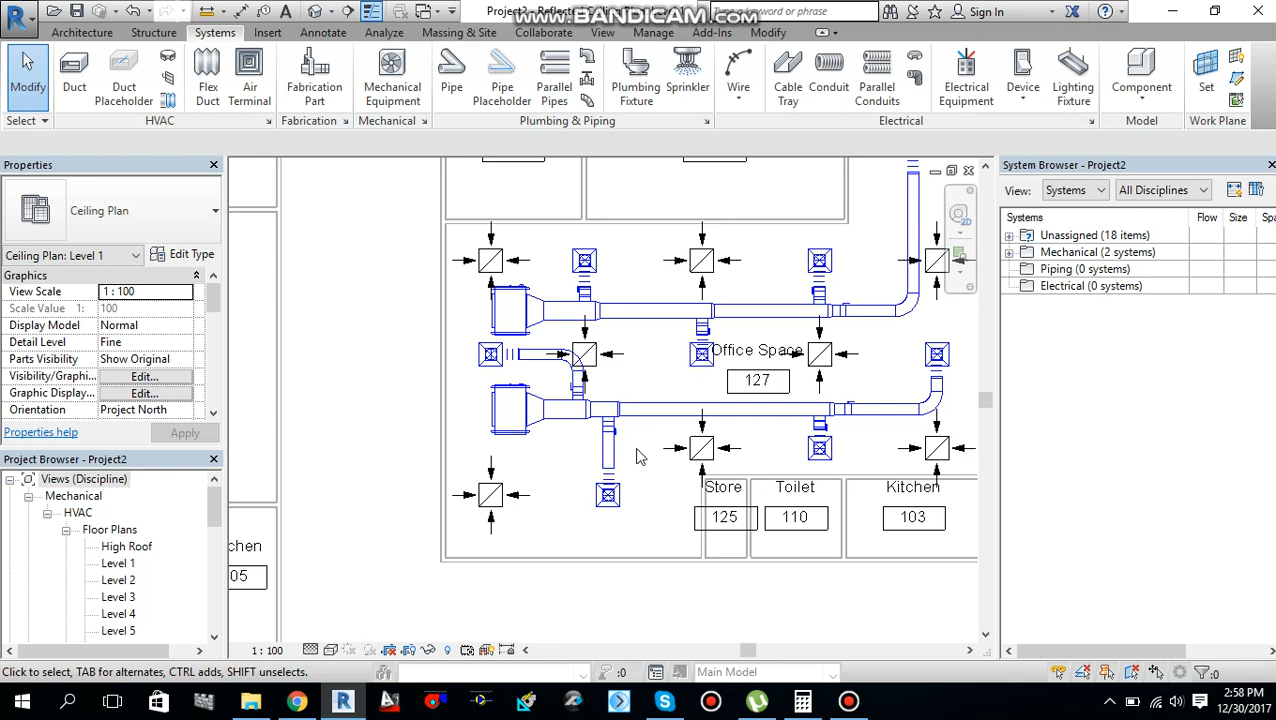 Project2 - Reflected Ceiling Plan: L
www.BANDICAM.com
Type a keyword or phrase
Sign In
Architecture Structure Systems Insert Annotate Analyze Massing & Site Collaborate View Manage Add-Ins Modify
Modify
Duct
Duct Placeholder
Flex Duct
Air Terminal
Fabrication Part
Mechanical Equipment
Pipe
Pipe Placeholder
Parallel Pipes
Plumbing Fixture
Sprinkler
Wire
Cable Tray
Conduit
Parallel Conduits
Electrical Equipment
Device
Lighting Fixture
Component
Set
Select HVAC Fabrication Mechanical Plumbing & Piping Electrical Model Work Plane
Properties
Ceiling Plan
Ceiling Plan: Level 1
Edit Type
Graphics
View Scale 1 : 100
Scale Value 1: 100
Display Model Normal
Detail Level Fine
Parts Visibility Show Original
Visibility/Graphi... Edit...
Graphic Display... Edit...
Orientation Project North
Properties help
Apply
Project Browser - Project2
Views (Discipline)
Mechanical
HVAC
Floor Plans
High Roof
Level 1
Level 2
Level 3
Level 4
Level 5
Office Space
127
Store
125
Toilet
110
Kitchen
103
chen
05
System Browser - Project2
View: Systems All Disciplines
Systems Flow Size
Unassigned (18 items)
Mechanical (2 systems)
Piping (0 systems)
Electrical (0 systems)
1 : 100
Click to select, TAB for alternates, CTRL adds, SHIFT unselects.
:0
Main Model
:0
2:58 PM
12/30/2017